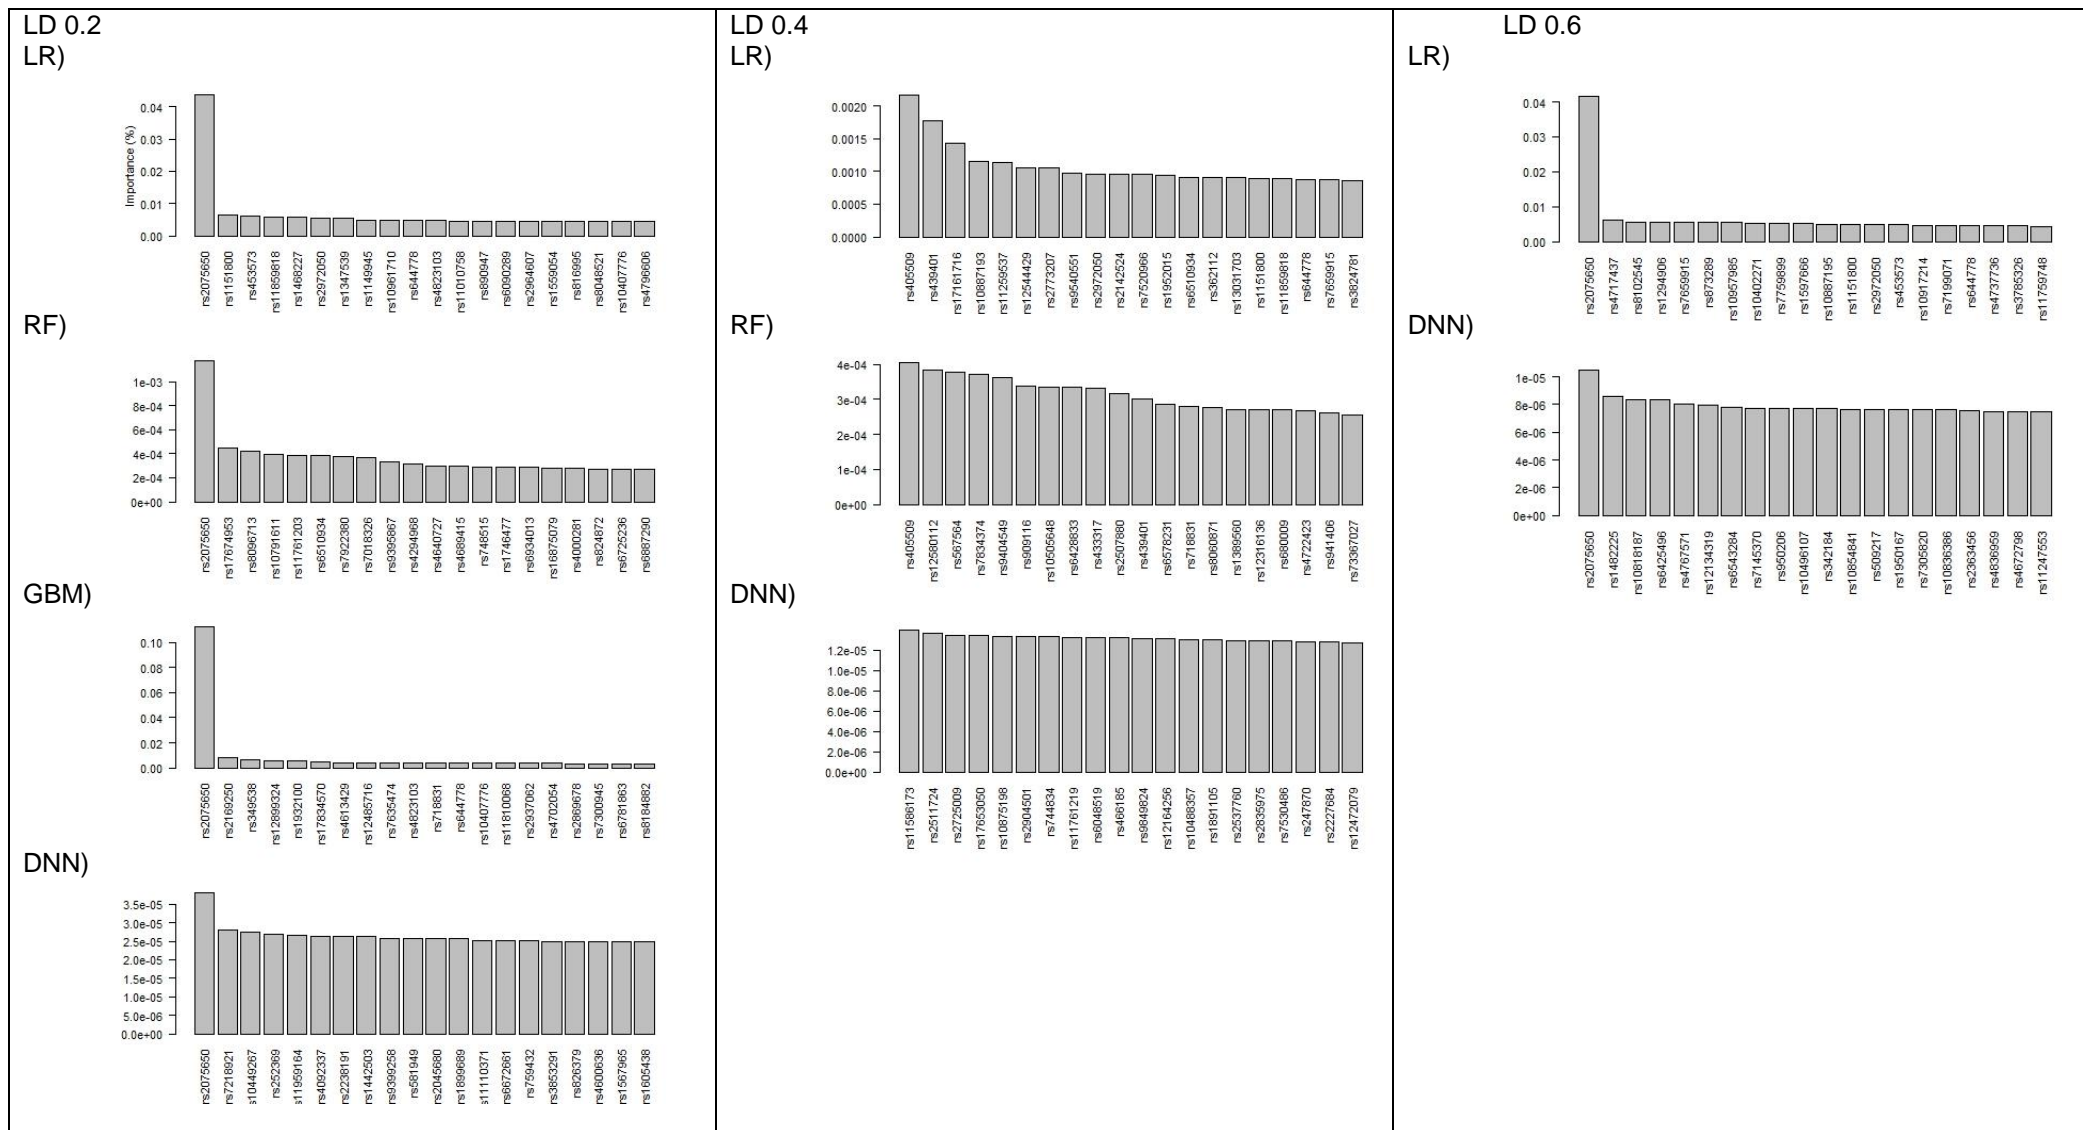 LD 0.2
LR)
Importance (%)
0.04
0.03
0.02
0.01
0.00
rs2075650
rs1151800
rs453573
rs11859818
rs1468227
rs2972050
rs1347539
rs1149945
rs10961710
rs644778
rs4823103
rs11010758
rs890947
rs6090289
rs2964607
rs1559054
rs816995
rs8048521
rs10407776
rs4796606
RF)
1e-03
8e-04
6e-04
4e-04
2e-04
0e+00
rs2075650
rs17674953
rs8096713
rs10791611
rs11761203
rs6510934
rs7922380
rs7018326
rs9395867
rs4294968
rs4640727
rs4689415
rs748515
rs1746477
rs6934013
rs16875079
rs4000281
rs824872
rs6725236
rs6887290
GBM)
0.10
0.08
0.06
0.04
0.02
0.00
rs2075650
rs2169250
rs349538
rs12899324
rs1932100
rs17834570
rs4613429
rs12485716
rs7635474
rs4823103
rs718831
rs644778
rs10407776
rs11810068
rs2937062
rs4702054
rs2869678
rs7300945
rs6781863
rs8184882
DNN)
3.5e-05
3.0e-05
2.5e-05
2.0e-05
1.5e-05
1.0e-05
5.0e-06
0.0e+00
rs2075650
rs7218921
s10449267
rs252369
rs11959164
rs4092337
rs2238191
rs1442503
rs9399258
rs581949
rs2045680
rs1899689
s11110371
rs6672661
rs759432
rs3853291
rs826379
rs4600636
rs1567965
rs1605438
LD 0.4
LR)
0.0020
0.0015
0.0010
0.0005
0.0000
rs405509
rs439401
rs17161716
rs10887193
rs11259537
rs12544429
rs2773207
rs9540551
rs2972050
rs2142524
rs7520966
rs1952015
rs6510934
rs362112
rs13031703
rs1151800
rs11859818
rs644778
rs7659915
rs3824781
RF)
4e-04
3e-04
2e-04
1e-04
0e+00
rs405509
rs12580112
rs567564
rs7834374
rs9404549
rs909116
rs10505648
rs6428833
rs433317
rs2507880
rs439401
rs6578231
rs718831
rs8060871
rs1389560
rs12316136
rs680009
rs4722423
rs941406
rs73367027
DNN)
1.2e-05
1.0e-05
8.0e-06
6.0e-06
4.0e-06
2.0e-06
0.0e+00
rs11586173
rs2511724
rs2725009
rs17653050
rs10875198
rs2904501
rs744834
rs11761219
rs6048519
rs466185
rs9849824
rs12164256
rs10488357
rs1891105
rs2537760
rs2835975
rs7530486
rs247870
rs2227684
rs12472079
LD 0.6
LR)
0.04
0.03
0.02
0.01
0.00
rs2075650
rs4717437
rs8102545
rs1294906
rs7659915
rs873289
rs10957985
rs10402271
rs7759899
rs1597666
rs10887195
rs1151800
rs2972050
rs453573
rs10917214
rs7199071
rs644778
rs4737736
rs3785326
rs11759748
DNN)
1e-05
8e-06
6e-06
4e-06
2e-06
0e+00
rs2075650
rs1482225
rs10818187
rs6425496
rs4767571
rs12134319
rs6543284
rs7145370
rs950206
rs10496107
rs342184
rs10854841
rs509217
rs1950167
rs7305820
rs10836386
rs2363456
rs4836959
rs4672798
rs11247553